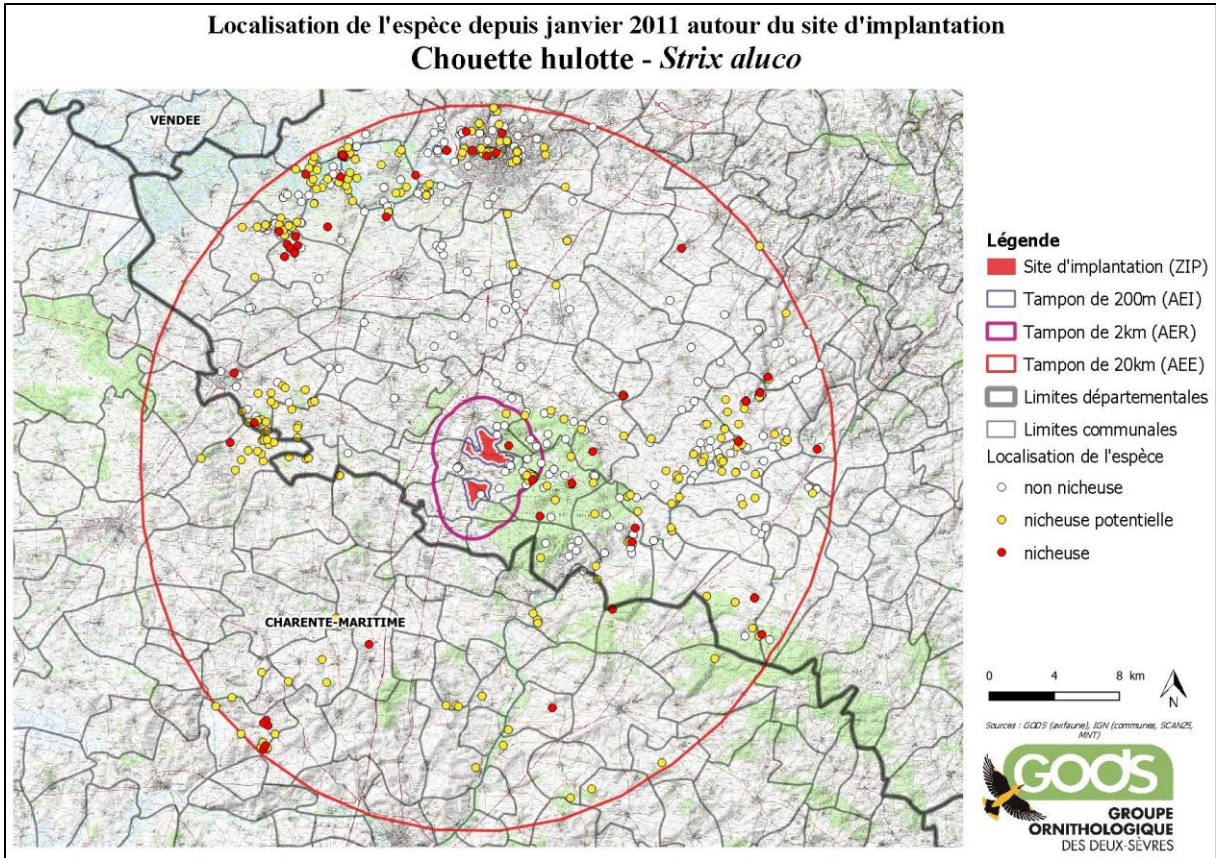 Localisation de l'espèce depuis janvier 2011 autour du site d'implantation
Chouette hulotte - Strix aluco
VENDEE
CHARENTE-MARITIME
Légende
Site d'implantation (ZIP)
Tampon de 200m (AEI)
Tampon de 2km (AER)
Tampon de 20km (AEE)
Limites départementales
Limites communales
Localisation de l'espèce
non nicheuse
nicheuse potentielle
nicheuse
0 4 8 km
N
Sources : GODS (avifaune), IGN (communes, SCAN25,
MNT)
GODS
GROUPE
ORNITHOLOGIQUE
DES DEUX-SÈVRES